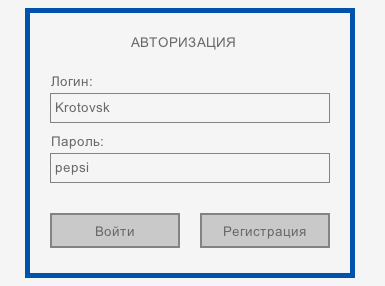 АВТОРИЗАЦИЯ
Логин:
Krotovsk
Пароль:
pepsi
Войти Регистрация